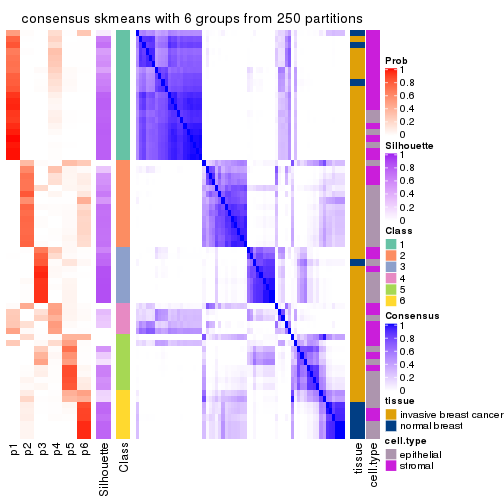 consensus skmeans with 6 groups from 250 partitions
Prob
1
0.8
0.6
0.4
0.2
0
Silhouette
1
0.8
0.6
0.4
0.2
0
Class
1
2
3
4
5
6
Consensus
1
0.8
0.6
0.4
0.2
0
tissue
invasive breast cancer
normal breast
cell.type
epithelial
stromal
p1
p2
p3
p4
p5
p6
Silhouette
Class
tissue
cell.type